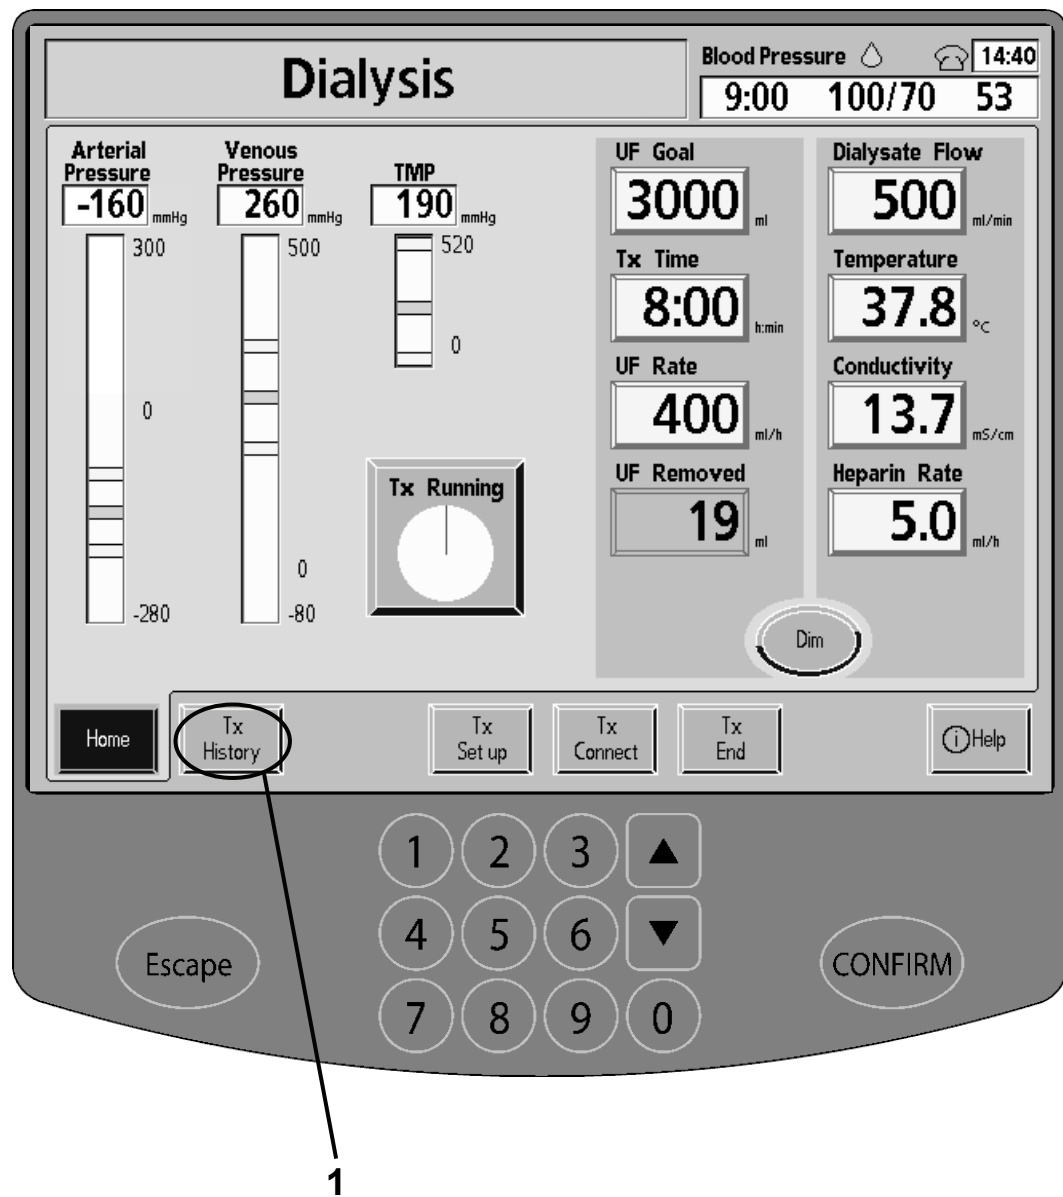 Dialysis
Blood Pressure 14:40
9:00 100/70 53
Arterial
Pressure
-160 mmHg
300
0
-280
Venous
Pressure
260 mmHg
500
0
-80
TMP
190 mmHg
520
0
Tx Running
UF Goal
3000 ml
Tx Time
8:00 h:min
UF Rate
400 ml/h
UF Removed
19 ml
Dialysate Flow
500 ml/min
Temperature
37.8 °C
Conductivity
13.7 mS/cm
Heparin Rate
5.0 ml/h
Dim
Home
Tx
History
Tx
Set up
Tx
Connect
Tx
End
i Help
1 2 3 ▲
4 5 6 ▼
7 8 9 0
Escape
CONFIRM
1